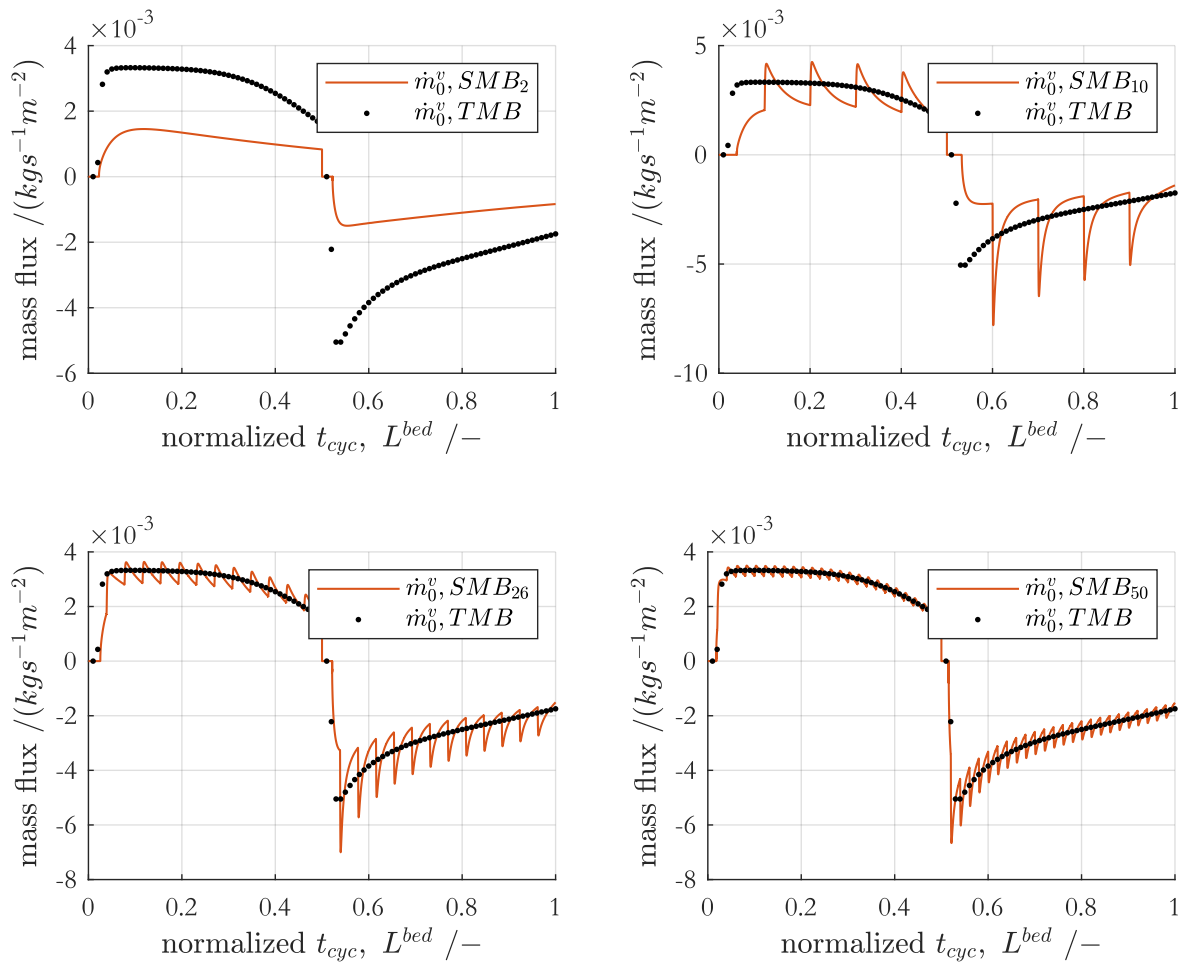 ×10⁻³
4
2
0
-2
-4
-6
0 0.2 0.4 0.6 0.8 1
mass flux /(kgs⁻¹m⁻²)
normalized t_cyc, L^bed /−
ṁ₀ᵛ, SMB₂
ṁ₀ᵛ, TMB
×10⁻³
5
0
-5
-10
0 0.2 0.4 0.6 0.8 1
mass flux /(kgs⁻¹m⁻²)
normalized t_cyc, L^bed /−
ṁ₀ᵛ, SMB₁₀
ṁ₀ᵛ, TMB
×10⁻³
4
2
0
-2
-4
-6
-8
0 0.2 0.4 0.6 0.8 1
mass flux /(kgs⁻¹m⁻²)
normalized t_cyc, L^bed /−
ṁ₀ᵛ, SMB₂₆
ṁ₀ᵛ, TMB
×10⁻³
4
2
0
-2
-4
-6
-8
0 0.2 0.4 0.6 0.8 1
mass flux /(kgs⁻¹m⁻²)
normalized t_cyc, L^bed /−
ṁ₀ᵛ, SMB₅₀
ṁ₀ᵛ, TMB